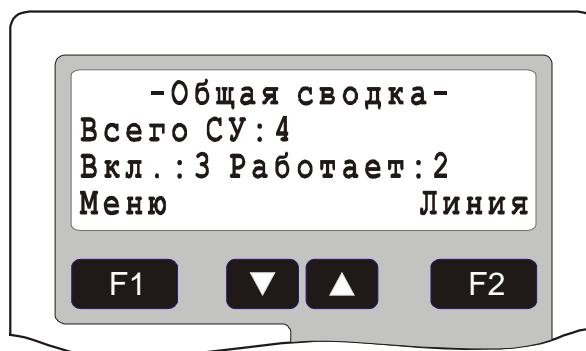 -Общая сводка-
Всего СУ:4
Вкл.:3 Работает:2
Меню Линия
F1 F2